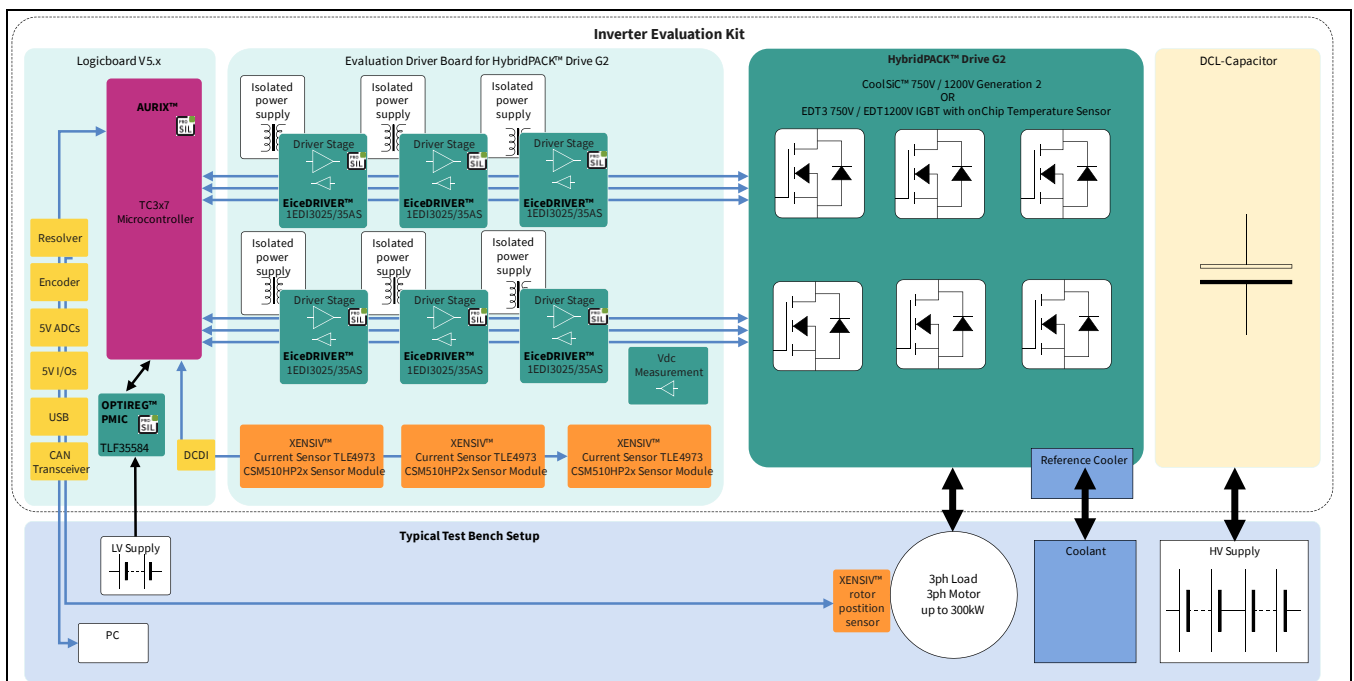 Inverter Evaluation Kit
Logicboard V5.x
AURIX™
PRO
SIL
TC3x7
Microcontroller
Resolver
Encoder
5V ADCs
5V I/Os
USB
CAN
Transceiver
OPTIREG™
PMIC
PRO
SIL
TLF35584
DCDI
Evaluation Driver Board for HybridPACK™ Drive G2
Isolated
power
supply
Isolated
power
supply
Isolated
power
supply
Driver Stage
PRO
SIL
EiceDRIVER™
1EDI3025/35AS
Driver Stage
PRO
SIL
EiceDRIVER™
1EDI3025/35AS
Driver Stage
PRO
SIL
EiceDRIVER™
1EDI3025/35AS
Isolated
power
supply
Isolated
power
supply
Isolated
power
supply
Driver Stage
PRO
SIL
EiceDRIVER™
1EDI3025/35AS
Driver Stage
PRO
SIL
EiceDRIVER™
1EDI3025/35AS
Driver Stage
PRO
SIL
EiceDRIVER™
1EDI3025/35AS
Vdc
Measurement
XENSIV™
Current Sensor TLE4973
CSM510HP2x Sensor Module
XENSIV™
Current Sensor TLE4973
CSM510HP2x Sensor Module
XENSIV™
Current Sensor TLE4973
CSM510HP2x Sensor Module
HybridPACK™ Drive G2
CoolSiC™ 750V / 1200V Generation 2
OR
EDT3 750V / EDT1200V IGBT with onChip Temperature Sensor
Reference Cooler
DCL-Capacitor
Typical Test Bench Setup
LV Supply
PC
XENSIV™
rotor
postition
sensor
3ph Load
3ph Motor
up to 300kW
Coolant
HV Supply